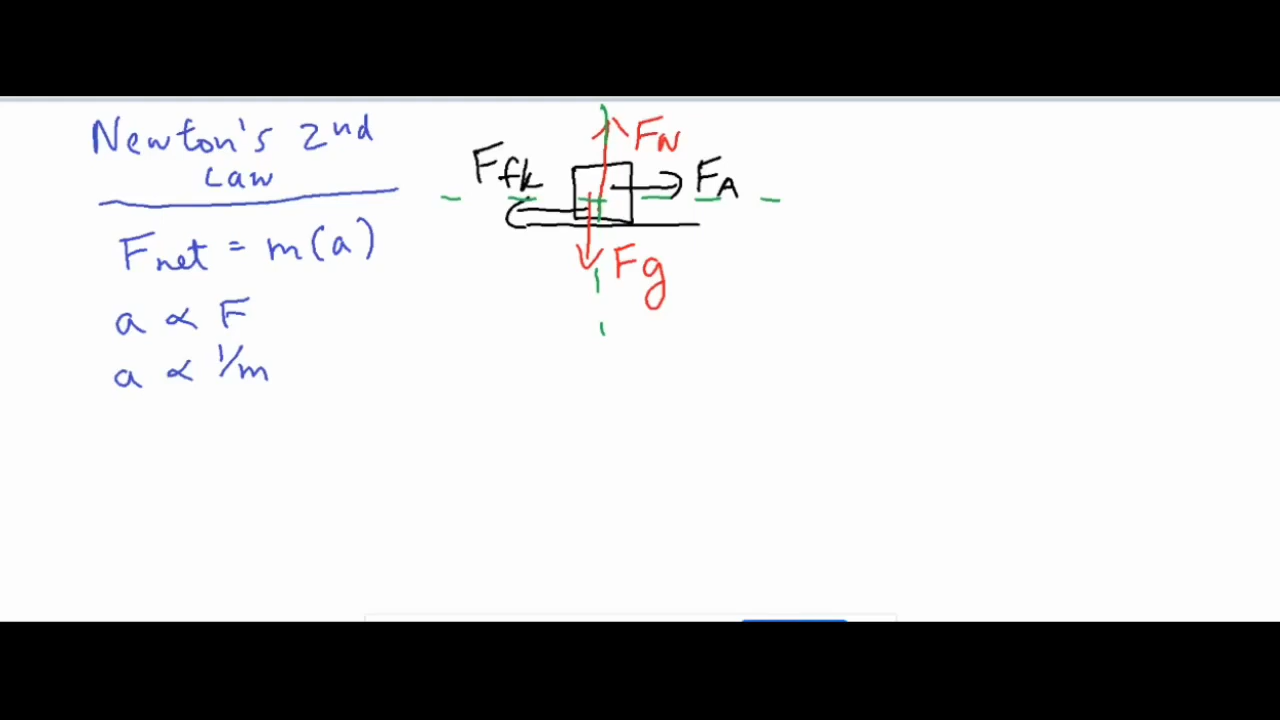 Newton's 2nd
Law
Fnet = m(a)
a ∝ F
a ∝ 1/m
FN
Ffk
FA
Fg